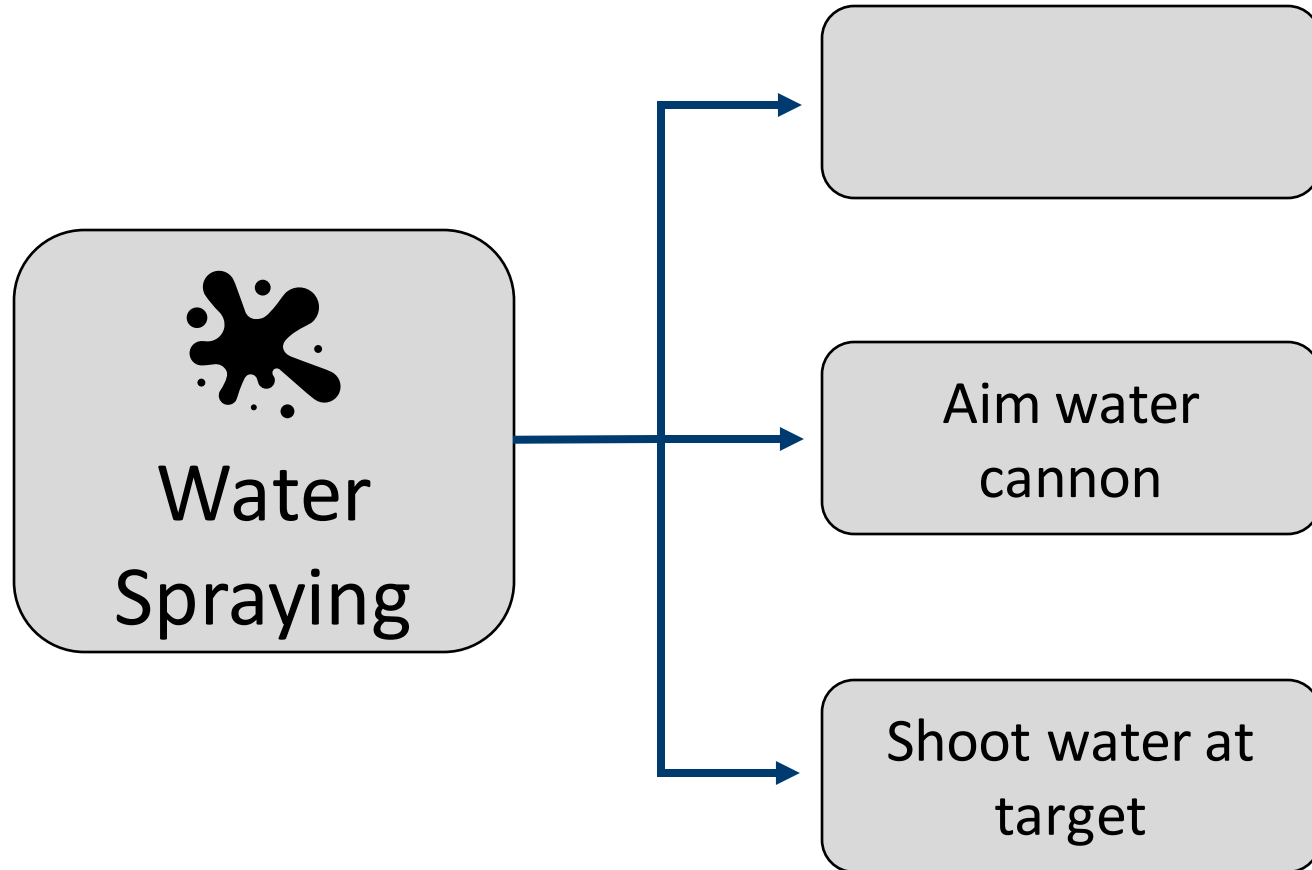 Water
Spraying
Aim water
cannon
Shoot water at
target